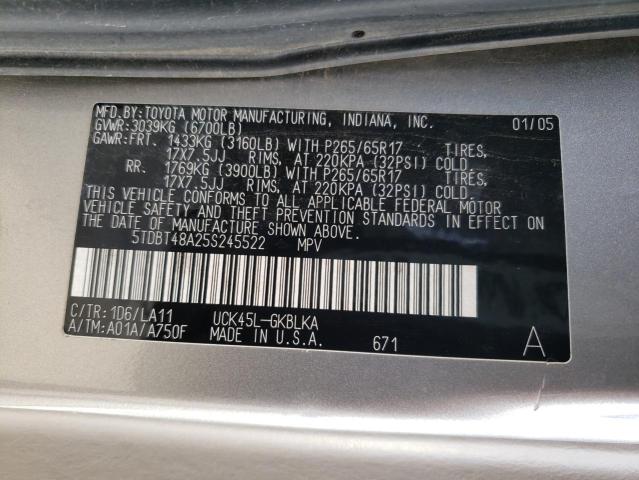 MFD.BY:TOYOTA MOTOR MANUFACTURING, INDIANA, INC. 01/05
GVWR:3039KG (6700LB)
GAWR:FRT. 1433KG (3160LB) WITH P265/65R17 TIRES,
17X7.5JJ RIMS, AT 220KPA (32PSI) COLD
RR. 1769KG (3900LB) WITH P265/65R17 TIRES,
17X7.5JJ RIMS, AT 220KPA (32PSI) COLD
THIS VEHICLE CONFORMS TO ALL APPLICABLE FEDERAL MOTOR
VEHICLE SAFETY AND THEFT PREVENTION STANDARDS IN EFFECT ON
THE DATE OF MANUFACTURE SHOWN ABOVE.
5TDBT48A25S245522 MPV
C/TR:1D6/LA11 UCK45L-GKBLKA
A/TM:A01A/A750F MADE IN U.S.A. 671 A